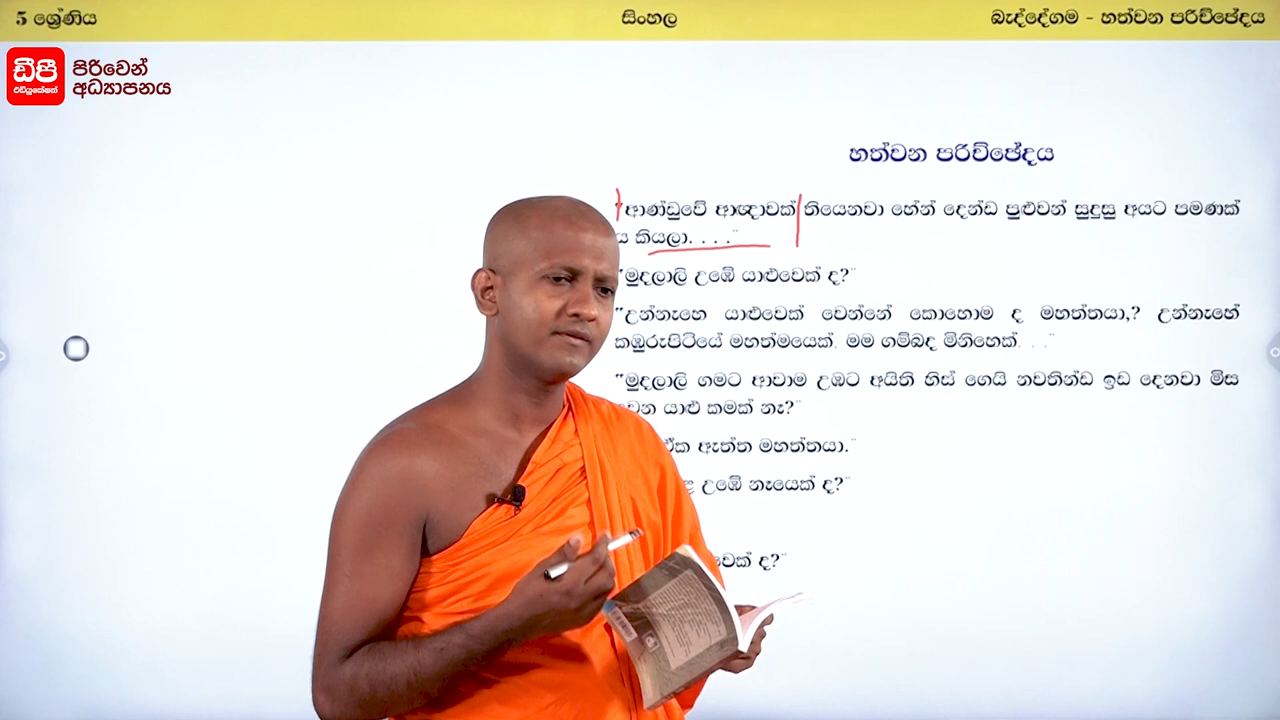 5 ශ්‍රේණිය
සිංහල
බැද්දේගම - හත්වන පරිච්ඡේදය
ඩීපී
එඩියුකේෂන්
පිරිවෙන්
අධ්‍යාපනය
හත්වන පරිච්ඡේදය
"ආණ්ඩුවේ ආඥාවක් තියෙනවා හේන් දෙන්ඩ පුළුවන් සුදුසු අයට පමණක්
ය කියලා. . . ."
"මුදලාලි උඹේ යාළුවෙක් ද?"
"උන්නැහෙ යාළුවෙක් වෙන්නේ කොහොම ද මහත්තයා,? උන්නැහේ
කඹුරුපිටියේ මහත්මයෙක්. මම ගම්බද මිනිහෙක්. . ."
"මුදලාලි ගමට ආවාම උඹට අයිති හිස් ගෙයි නවතින්ඩ ඉඩ දෙනවා මිස
වෙන යාළු කමක් නෑ?"
ඒක ඇත්ත මහත්තයා."
උඹේ නෑයෙක් ද?"
ද?"